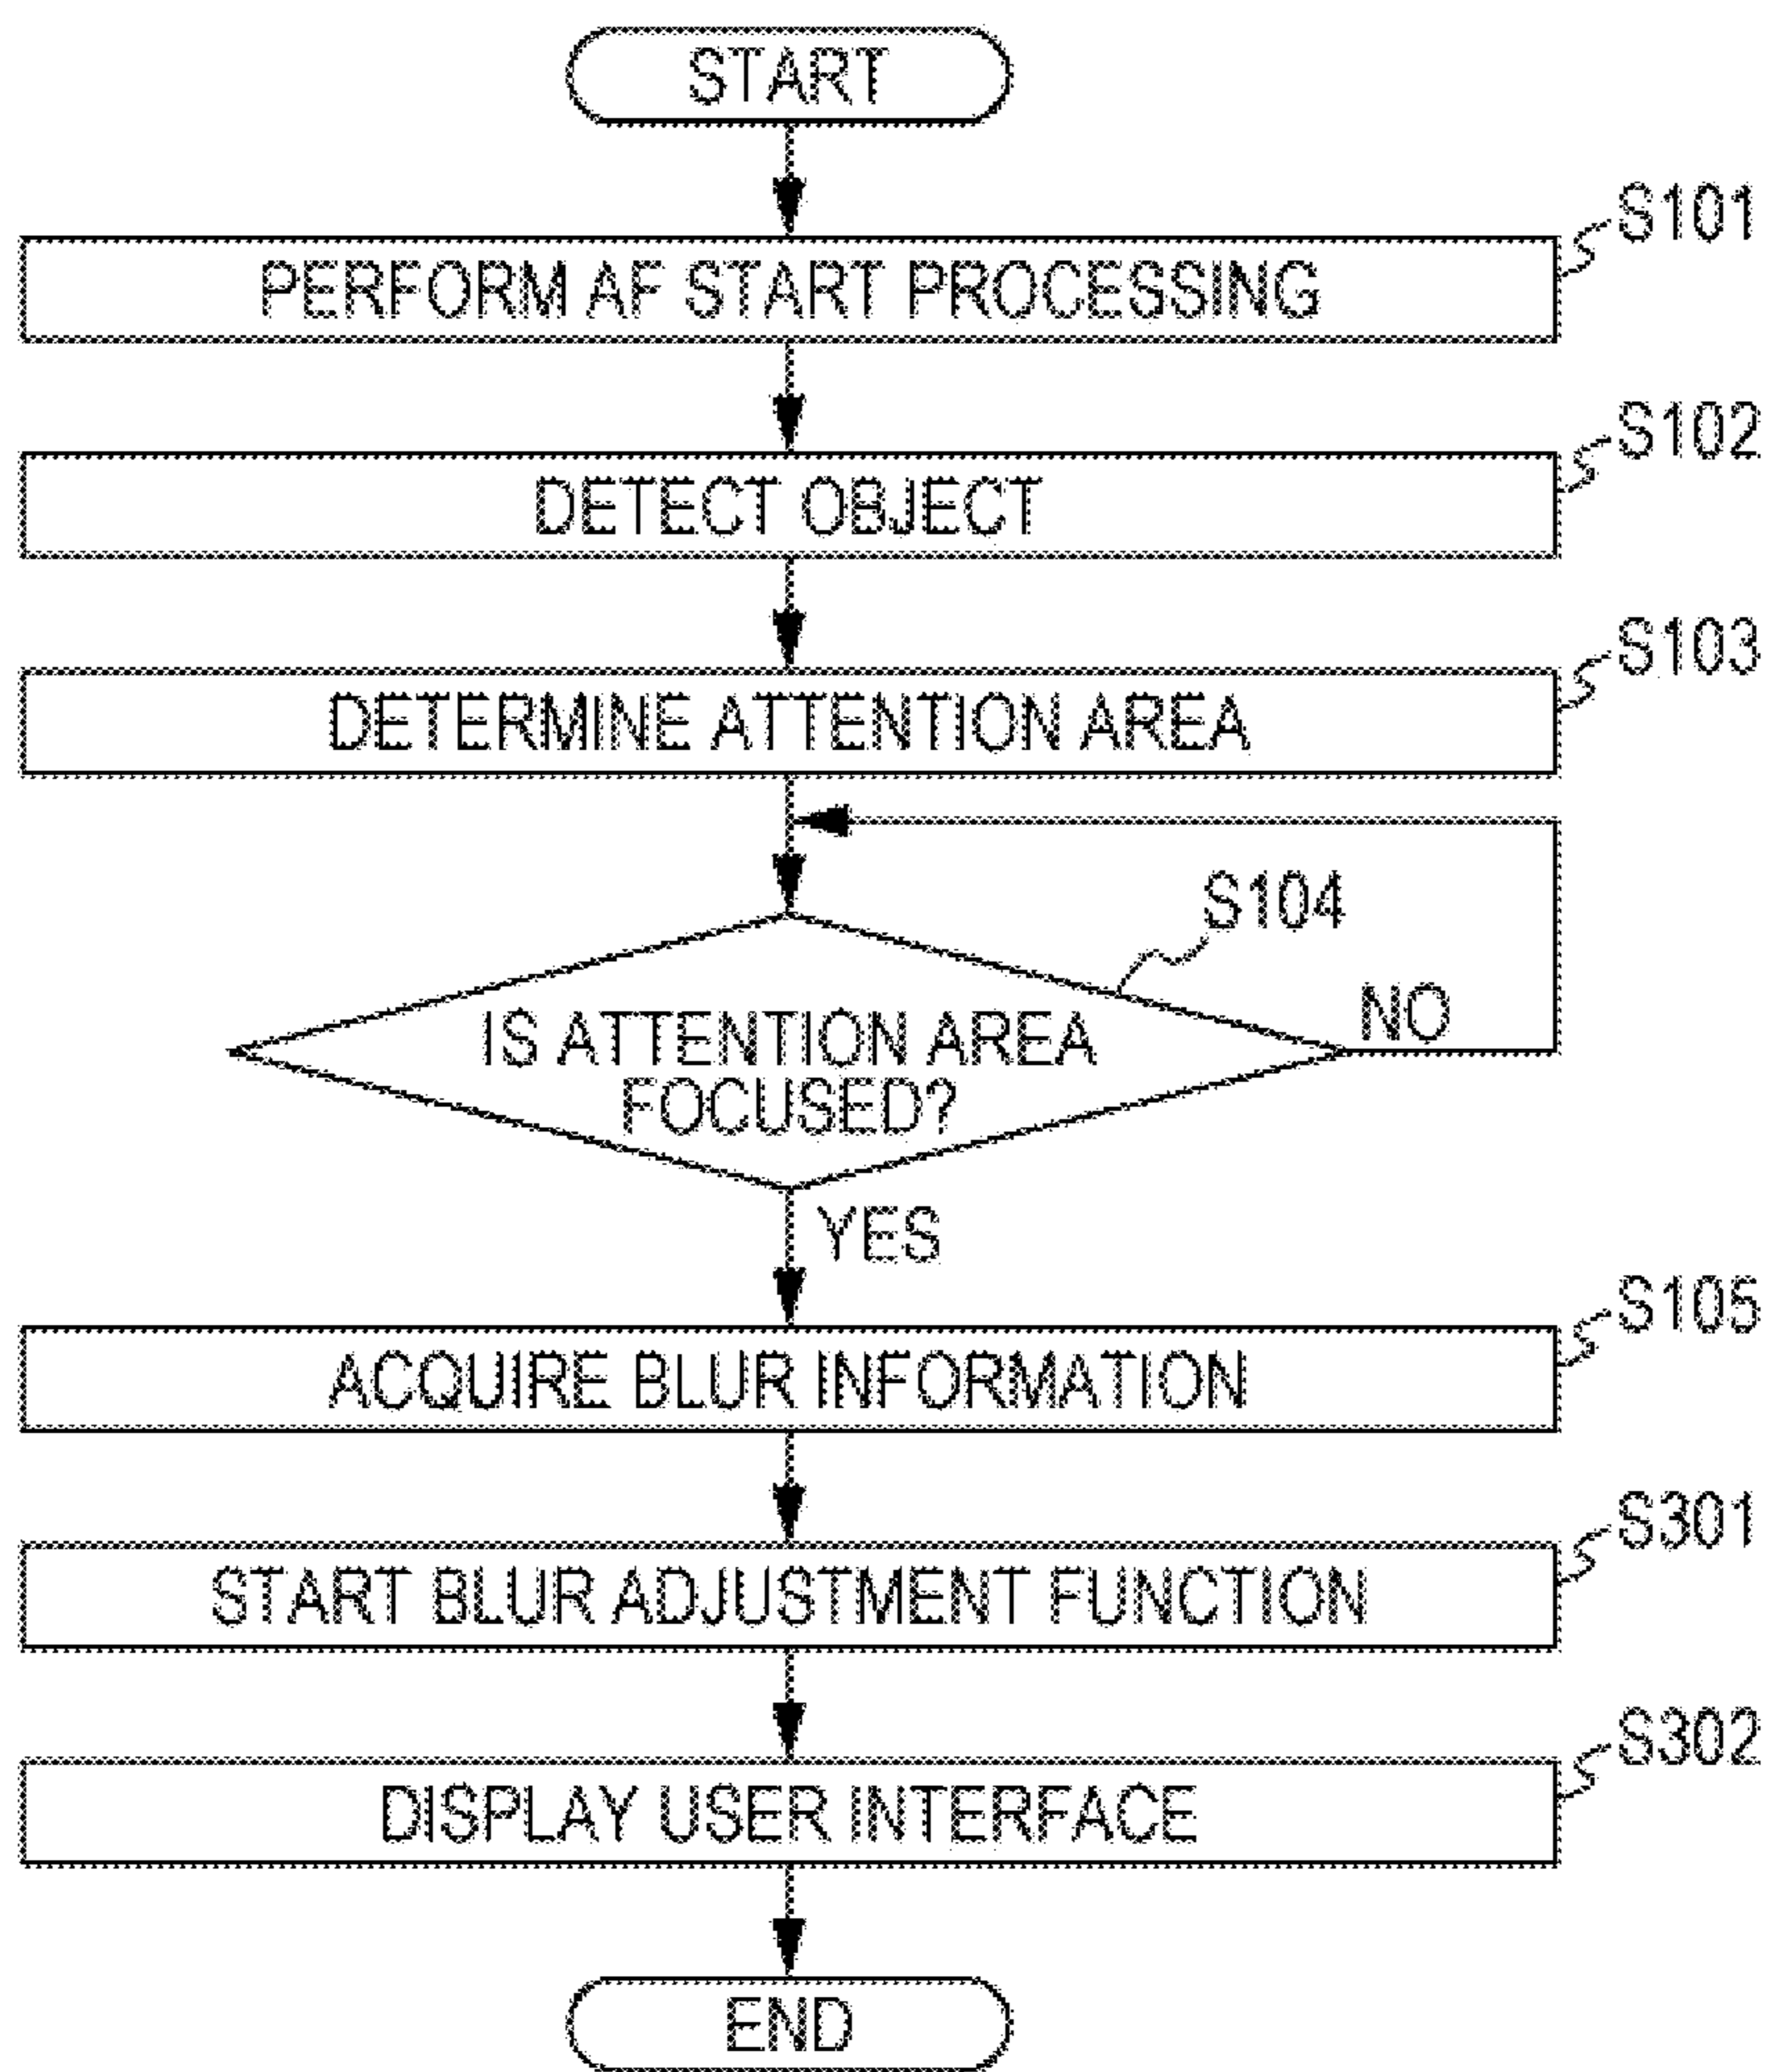 START
S101
PERFORM AF START PROCESSING
S102
DETECT OBJECT
S103
DETERMINE ATTENTION AREA
S104
NO
IS ATTENTION AREA
FOCUSED?
YES
S105
ACQUIRE BLUR INFORMATION
S301
START BLUR ADJUSTMENT FUNCTION
S302
DISPLAY USER INTERFACE
END